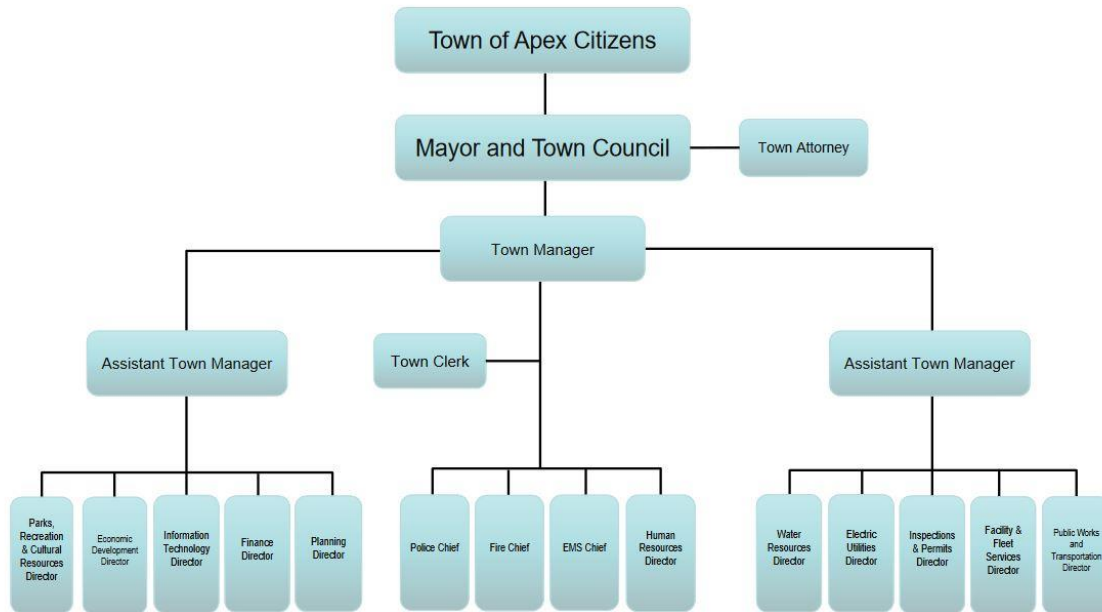 Town of Apex Citizens
Mayor and Town Council
Town Attorney
Town Manager
Assistant Town Manager
Town Clerk
Assistant Town Manager
Parks,
Recreation
& Cultural
Resources
Director
Economic
Development
Director
Information
Technology
Director
Finance
Director
Planning
Director
Police Chief
Fire Chief
EMS Chief
Human
Resources
Director
Water
Resources
Director
Electric
Utilities
Director
Inspections
& Permits
Director
Facility &
Fleet
Services
Director
Public Works
and
Transportation
Director